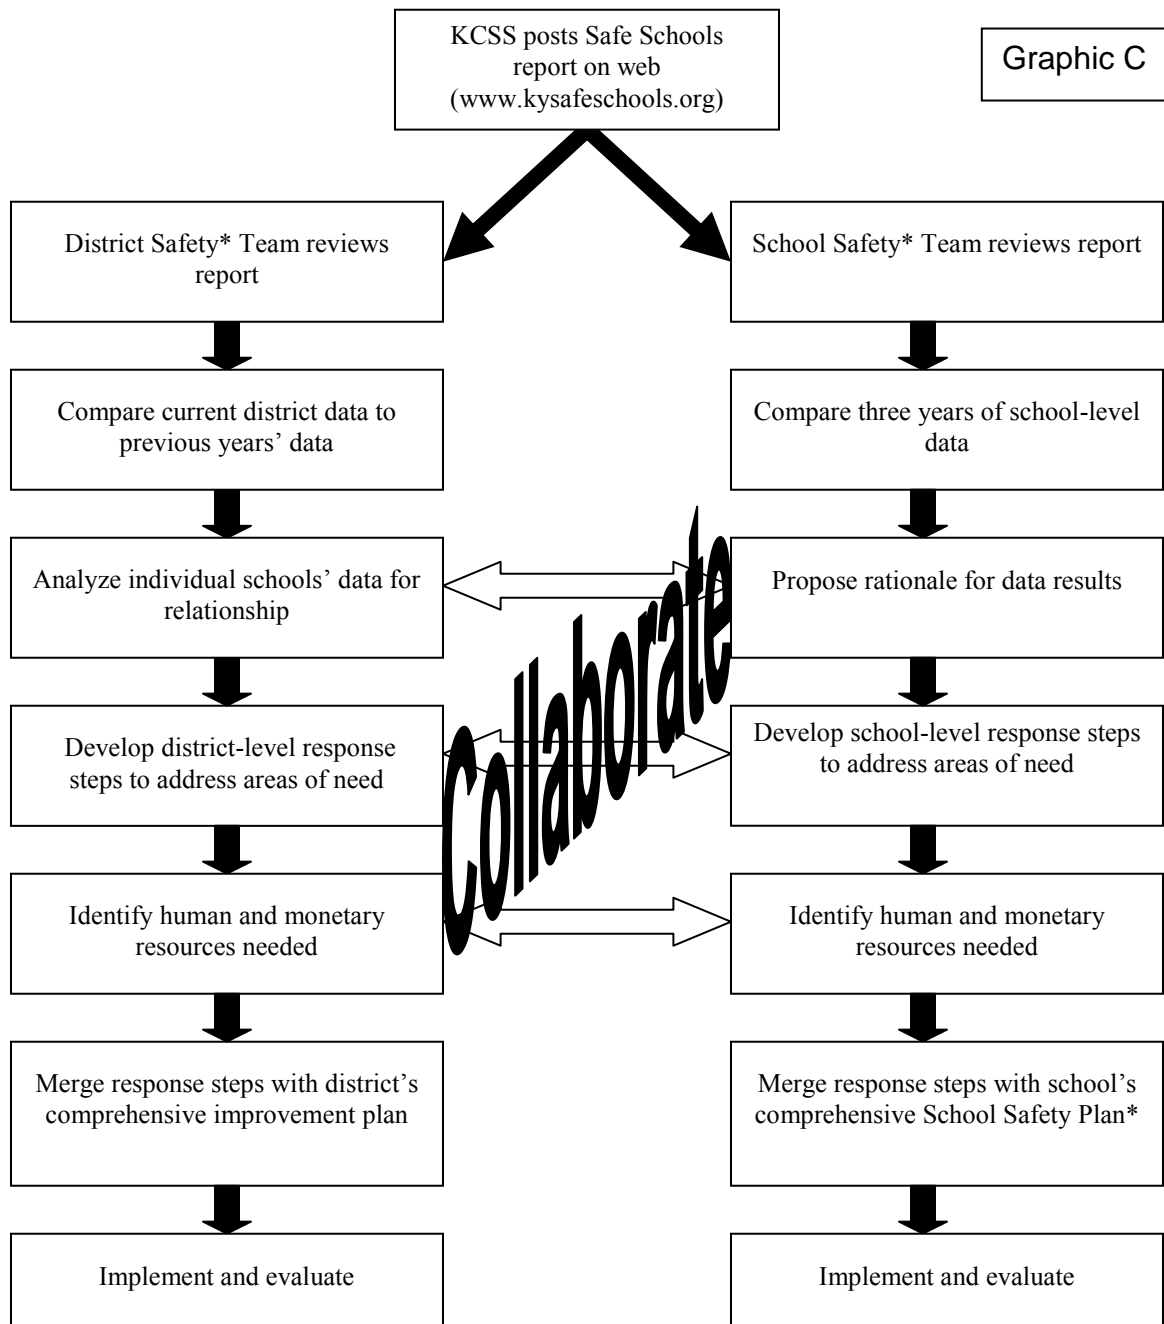 KCSS posts Safe Schools
report on web
(www.kysafeschools.org)
Graphic C
District Safety* Team reviews
report
School Safety* Team reviews report
Compare current district data to
previous years’ data
Compare three years of school-level
data
Analyze individual schools’ data for
relationship
Propose rationale for data results
Collaborate
Develop district-level response
steps to address areas of need
Develop school-level response steps
to address areas of need
Identify human and monetary
resources needed
Identify human and monetary
resources needed
Merge response steps with district’s
comprehensive improvement plan
Merge response steps with school’s
comprehensive School Safety Plan*
Implement and evaluate
Implement and evaluate